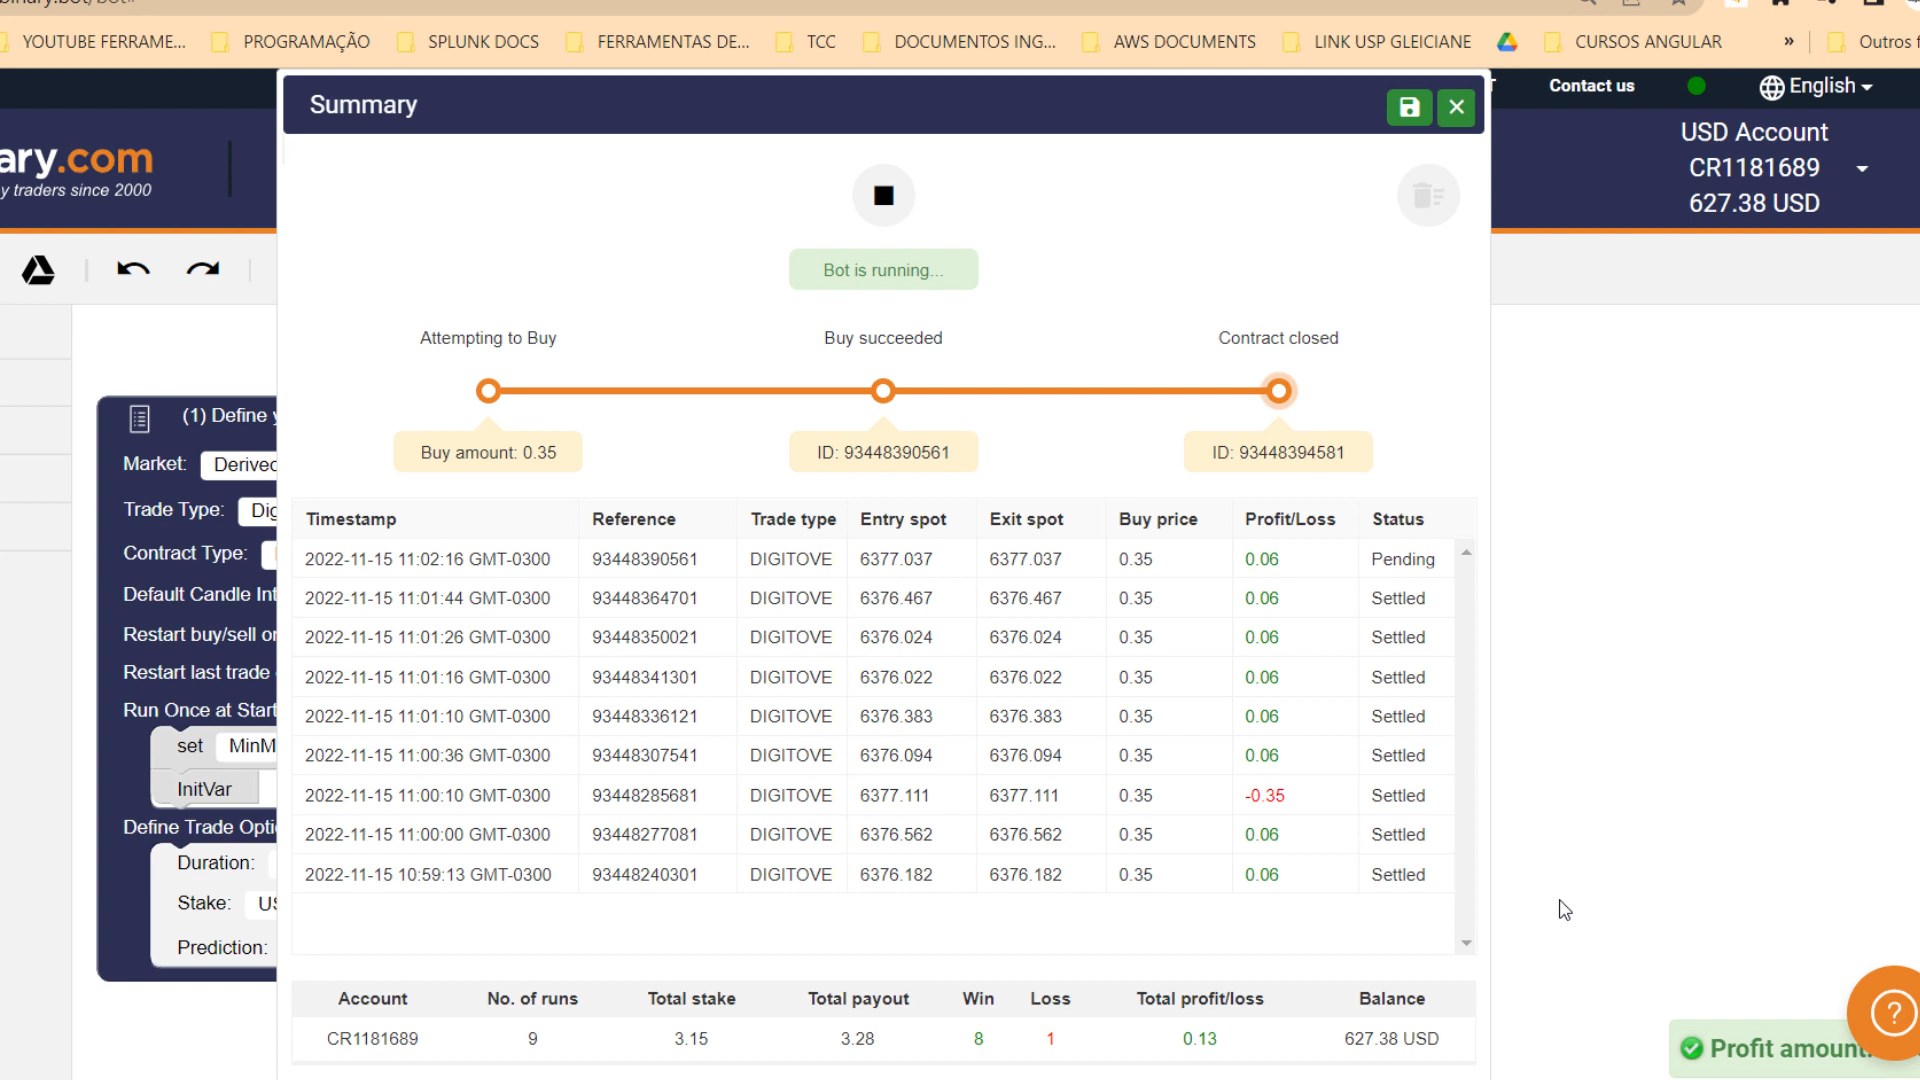 YOUTUBE FERRAME... PROGRAMAÇÃO SPLUNK DOCS FERRAMENTAS DE... TCC DOCUMENTOS ING... AWS DOCUMENTS LINK USP GLEICIANE CURSOS ANGULAR » Outros f
Summary
Contact us English
ary.com
y traders since 2000
USD Account
CR1181689
627.38 USD
Bot is running...
Attempting to Buy Buy succeeded Contract closed
Buy amount: 0.35 ID: 93448390561 ID: 93448394581
(1) Define y
Market: Derived
Trade Type: Dig
Contract Type:
Default Candle Int
Restart buy/sell or
Restart last trade
Run Once at Start
set MinM
InitVar
Define Trade Opti
Duration:
Stake: US
Prediction:
Timestamp Reference Trade type Entry spot Exit spot Buy price Profit/Loss Status
2022-11-15 11:02:16 GMT-0300 93448390561 DIGITOVE 6377.037 6377.037 0.35 0.06 Pending
2022-11-15 11:01:44 GMT-0300 93448364701 DIGITOVE 6376.467 6376.467 0.35 0.06 Settled
2022-11-15 11:01:26 GMT-0300 93448350021 DIGITOVE 6376.024 6376.024 0.35 0.06 Settled
2022-11-15 11:01:16 GMT-0300 93448341301 DIGITOVE 6376.022 6376.022 0.35 0.06 Settled
2022-11-15 11:01:10 GMT-0300 93448336121 DIGITOVE 6376.383 6376.383 0.35 0.06 Settled
2022-11-15 11:00:36 GMT-0300 93448307541 DIGITOVE 6376.094 6376.094 0.35 0.06 Settled
2022-11-15 11:00:10 GMT-0300 93448285681 DIGITOVE 6377.111 6377.111 0.35 -0.35 Settled
2022-11-15 11:00:00 GMT-0300 93448277081 DIGITOVE 6376.562 6376.562 0.35 0.06 Settled
2022-11-15 10:59:13 GMT-0300 93448240301 DIGITOVE 6376.182 6376.182 0.35 0.06 Settled
Account No. of runs Total stake Total payout Win Loss Total profit/loss Balance
CR1181689 9 3.15 3.28 8 1 0.13 627.38 USD
?
Profit amount: